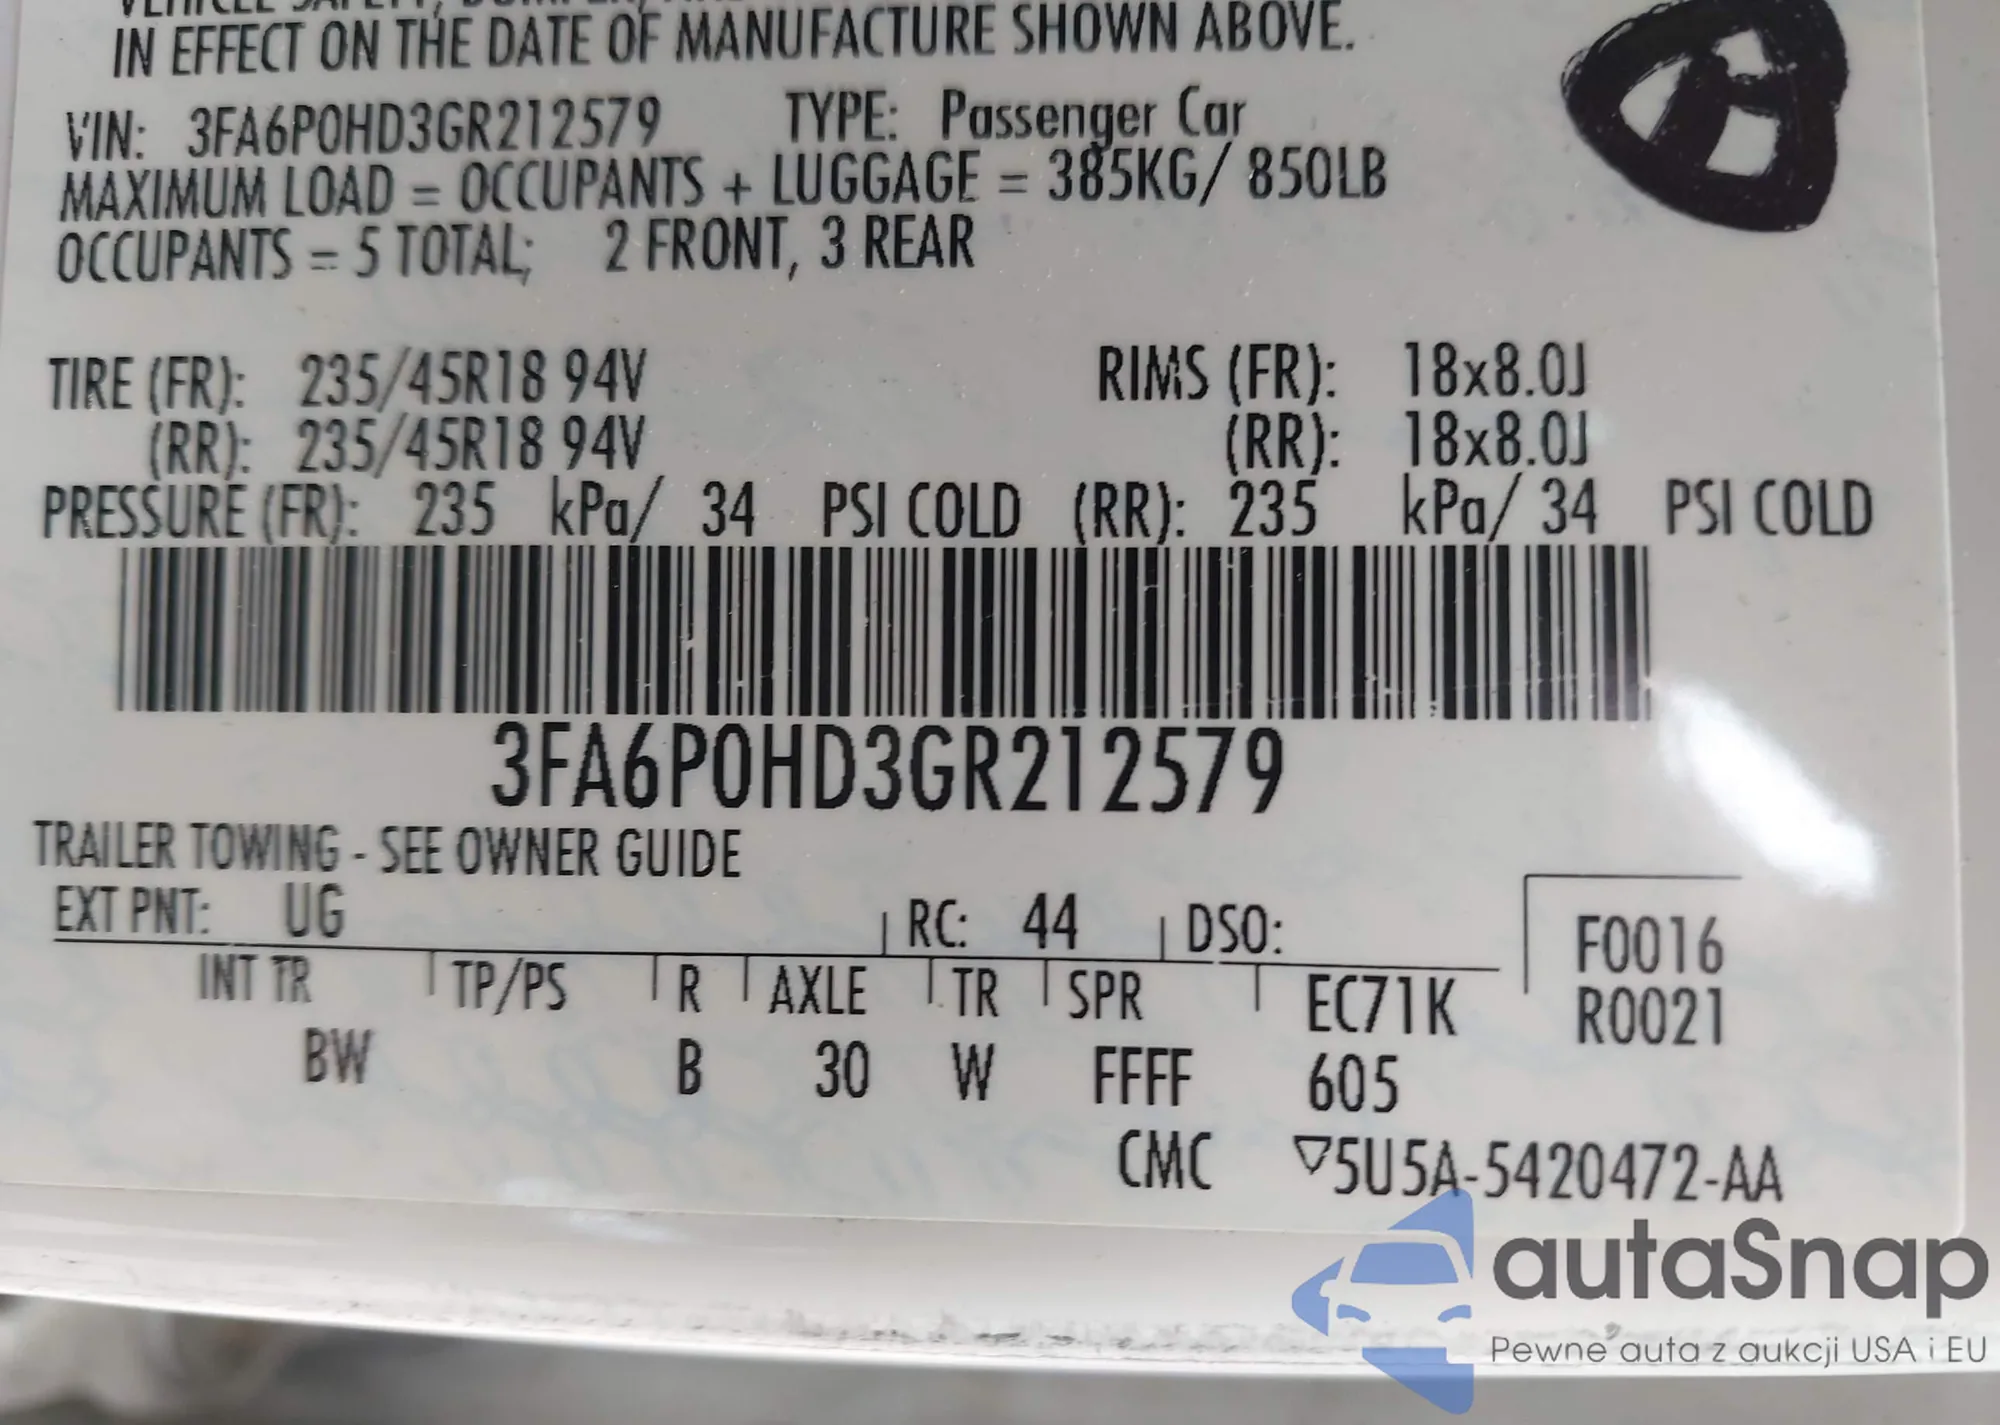 VEHICLE SAFETY, BUMPER, AND
IN EFFECT ON THE DATE OF MANUFACTURE SHOWN ABOVE.
VIN: 3FA6P0HD3GR212579 TYPE: Passenger Car
MAXIMUM LOAD = OCCUPANTS + LUGGAGE = 385KG/ 850LB
OCCUPANTS = 5 TOTAL; 2 FRONT, 3 REAR
TIRE (FR): 235/45R18 94V RIMS (FR): 18x8.0J
(RR): 235/45R18 94V (RR): 18x8.0J
PRESSURE (FR): 235 kPa/ 34 PSI COLD (RR): 235 kPa/ 34 PSI COLD
3FA6P0HD3GR212579
TRAILER TOWING - SEE OWNER GUIDE
EXT PNT: UG RC: 44 DSO:
F0016
INT TR TP/PS R AXLE TR SPR EC71K
R0021
BW B 30 W FFFF 605
CMC ▽5U5A-5420472-AA
autaSnap
Pewne auta z aukcji USA i EU